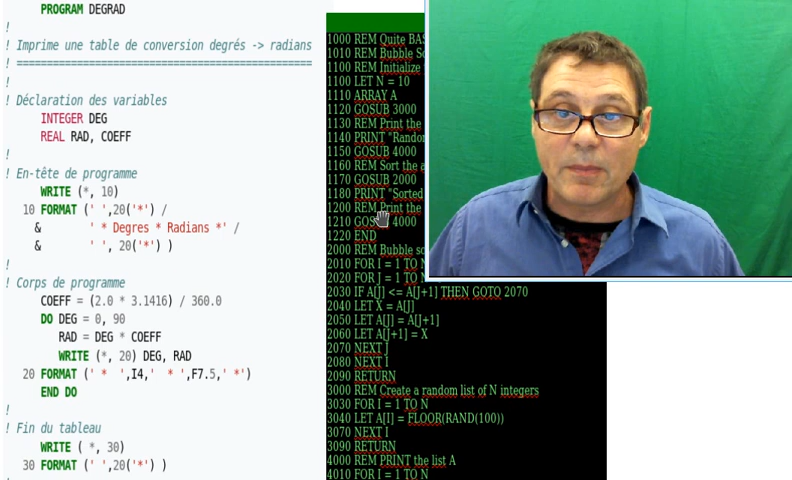 PROGRAM DEGRAD
!
! Imprime une table de conversion degrés -> radians
! =================================================
!
! Déclaration des variables
INTEGER DEG
REAL RAD, COEFF
!
! En-tête de programme
WRITE (*, 10)
10 FORMAT (' ',20('*') /
& ' * Degres * Radians *' /
& ' ', 20('*') )
!
! Corps de programme
COEFF = (2.0 * 3.1416) / 360.0
DO DEG = 0, 90
RAD = DEG * COEFF
WRITE (*, 20) DEG, RAD
20 FORMAT (' * ',I4,' * ',F7.5,' *')
END DO
!
! Fin du tableau
WRITE ( *, 30)
30 FORMAT (' ',20('*') )
!
1000 REM Quite BAS
1010 REM Bubble So
1100 REM Initialize
1100 LET N = 10
1110 ARRAY A
1120 GOSUB 3000
1130 REM Print the
1140 PRINT "Random
1150 GOSUB 4000
1160 REM Sort the a
1170 GOSUB 2000
1180 PRINT "Sorted
1200 REM Print the
1210 GOSUB 4000
1220 END
2000 REM Bubble so
2010 FOR I = 1 TO N
2020 FOR J = 1 TO N
2030 IF A[J] <= A[J+1] THEN GOTO 2070
2040 LET X = A[J]
2050 LET A[J] = A[J+1]
2060 LET A[J+1] = X
2070 NEXT J
2080 NEXT I
2090 RETURN
3000 REM Create a random list of N integers
3030 FOR I = 1 TO N
3040 LET A[I] = FLOOR(RAND(100))
3070 NEXT I
3090 RETURN
4000 REM PRINT the list A
4010 FOR I = 1 TO N